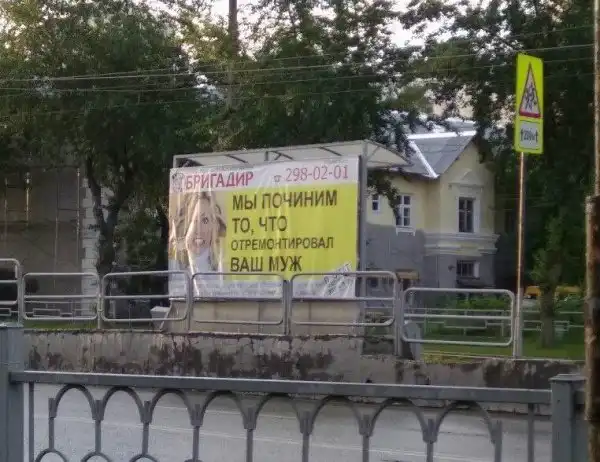 БРИГАДИР 298-02-01
МЫ ПОЧИНИМ
ТО, ЧТО
ОТРЕМОНТИРОВАЛ
ВАШ МУЖ